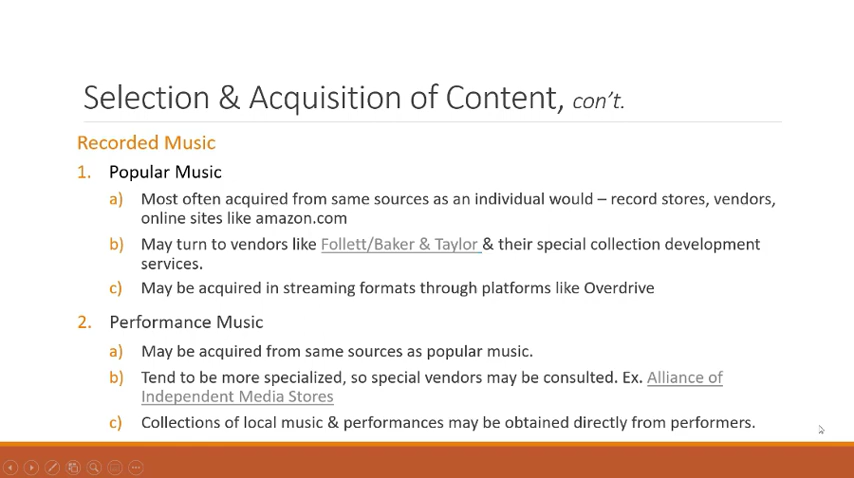 Selection & Acquisition of Content, con't.
Recorded Music
1. Popular Music
a) Most often acquired from same sources as an individual would – record stores, vendors,
online sites like amazon.com
b) May turn to vendors like Follett/Baker & Taylor & their special collection development
services.
c) May be acquired in streaming formats through platforms like Overdrive
2. Performance Music
a) May be acquired from same sources as popular music.
b) Tend to be more specialized, so special vendors may be consulted. Ex. Alliance of
Independent Media Stores
c) Collections of local music & performances may be obtained directly from performers.